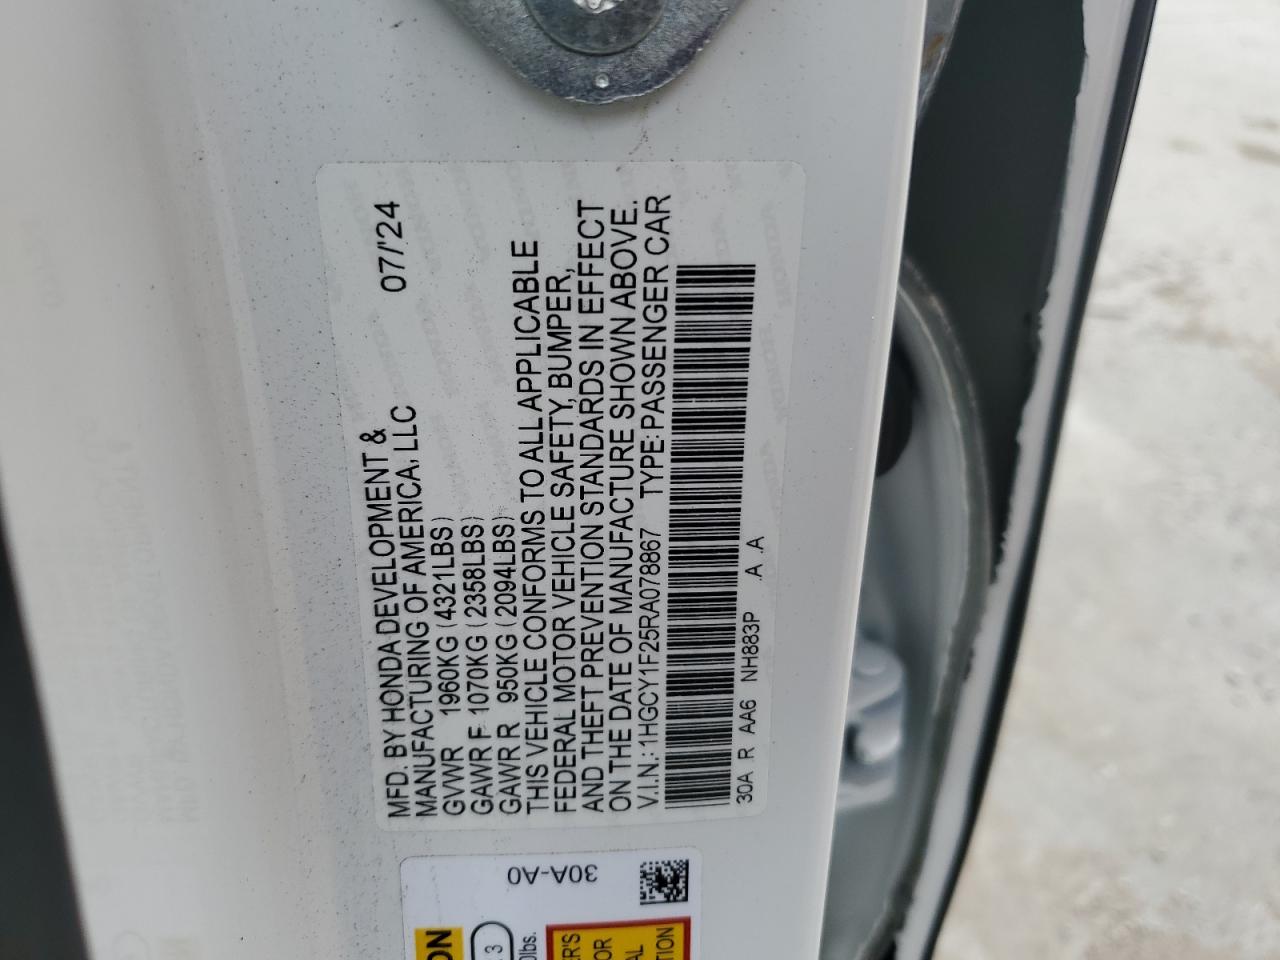 MFD. BY HONDA DEVELOPMENT &
MANUFACTURING OF AMERICA, LLC 07/'24
GVWR 1960KG (4321LBS)
GAWR F 1070KG (2358LBS)
GAWR R 950KG (2094LBS)
THIS VEHICLE CONFORMS TO ALL APPLICABLE
FEDERAL MOTOR VEHICLE SAFETY, BUMPER,
AND THEFT PREVENTION STANDARDS IN EFFECT
ON THE DATE OF MANUFACTURE SHOWN ABOVE.
V.I.N.: 1HGCY1F25RA078867 TYPE: PASSENGER CAR
30A R AA6 NH883P A A
30A-A0